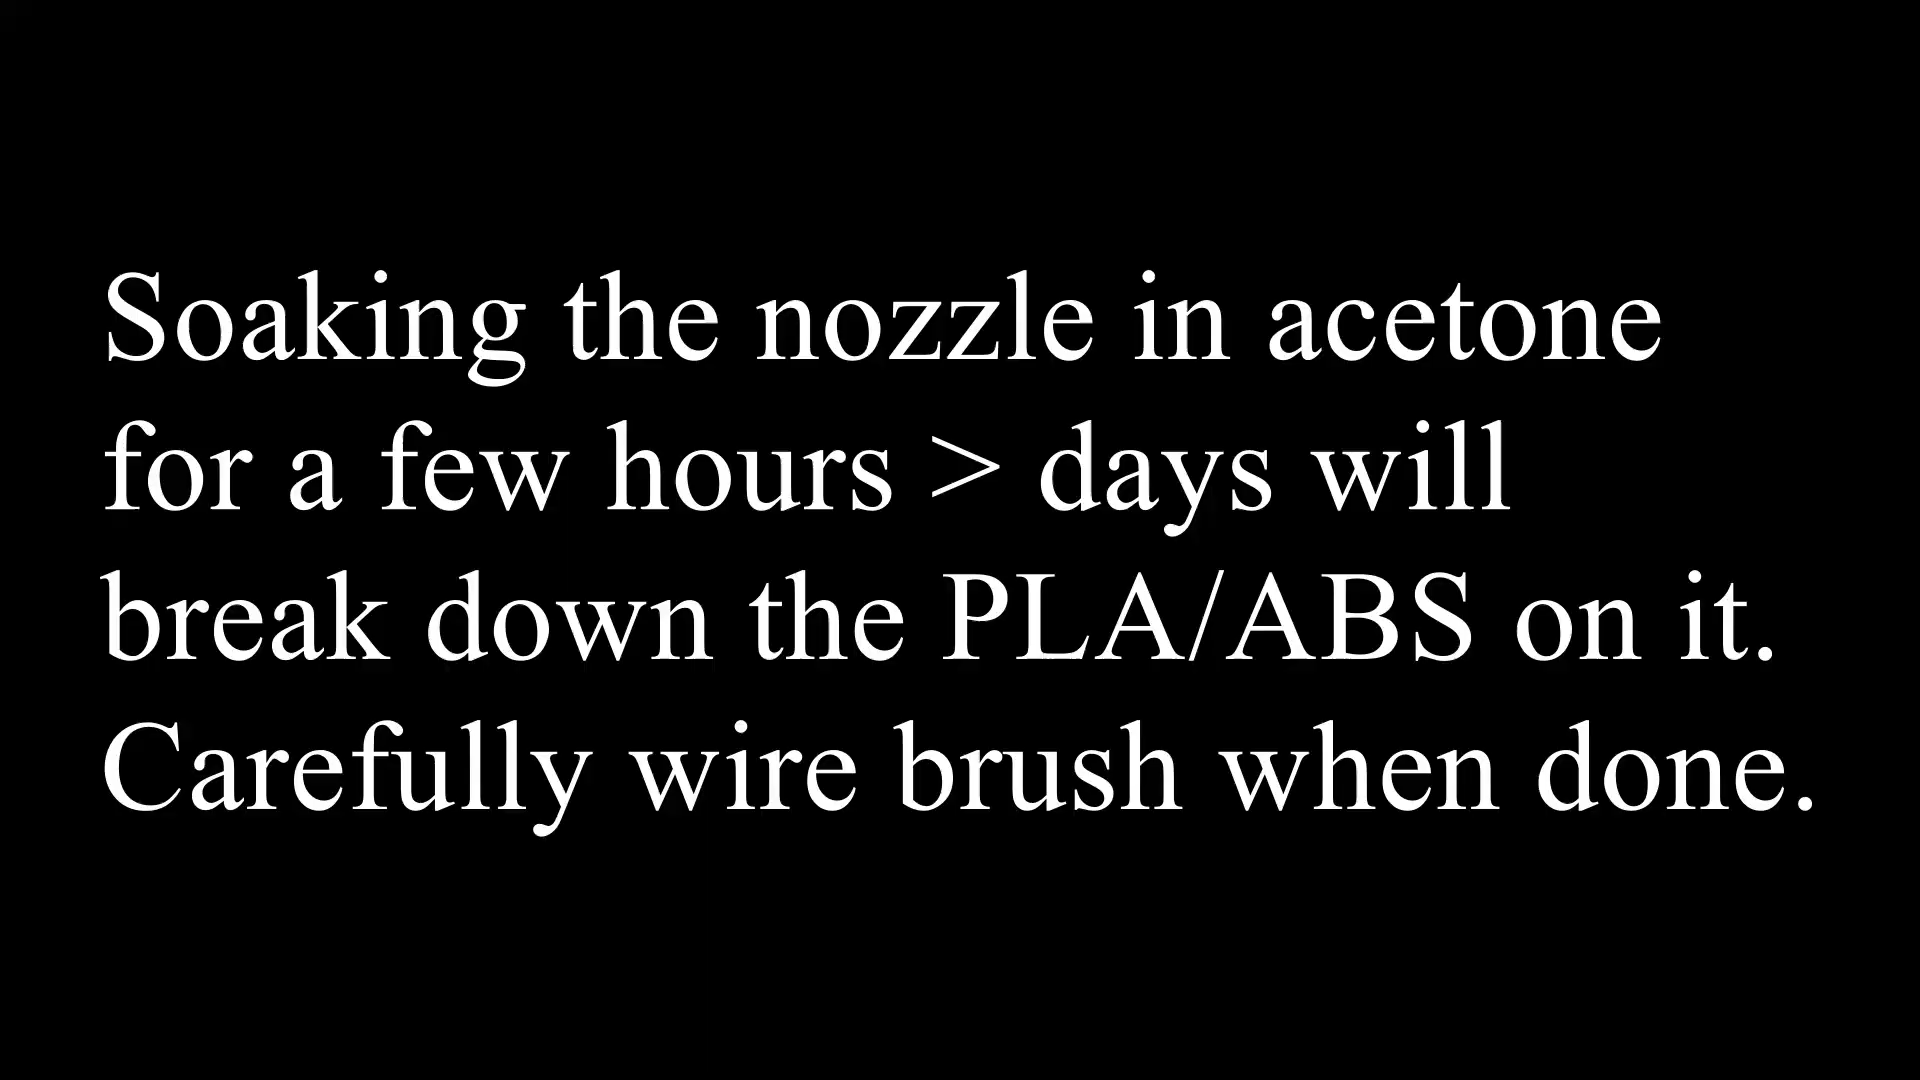 Soaking the nozzle in acetone
for a few hours > days will
break down the PLA/ABS on it.
Carefully wire brush when done.